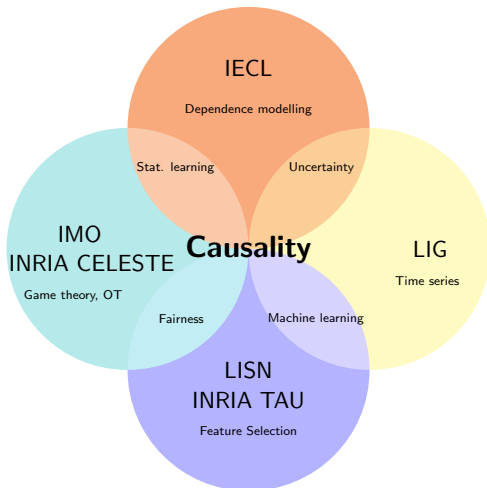 IECL
Dependence modelling
Stat. learning
Uncertainty
IMO
INRIA CELESTE
Game theory, OT
Causality
LIG
Time series
Fairness
Machine learning
LISN
INRIA TAU
Feature Selection